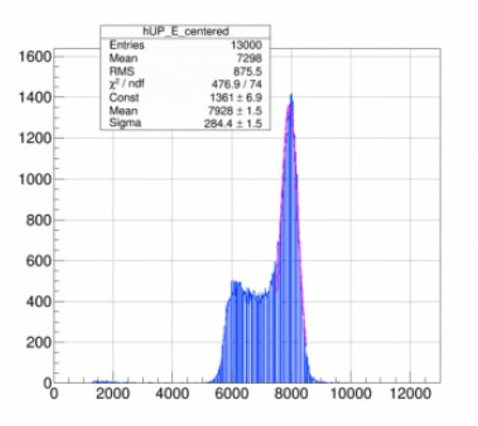 hUP_E_centered
Entries 13000
Mean 7298
RMS 875.5
χ² / ndf 476.9 / 74
Const 1361 ± 6.9
Mean 7928 ± 1.5
Sigma 284.4 ± 1.5
1600
1400
1200
1000
800
600
400
200
0
0 2000 4000 6000 8000 10000 12000